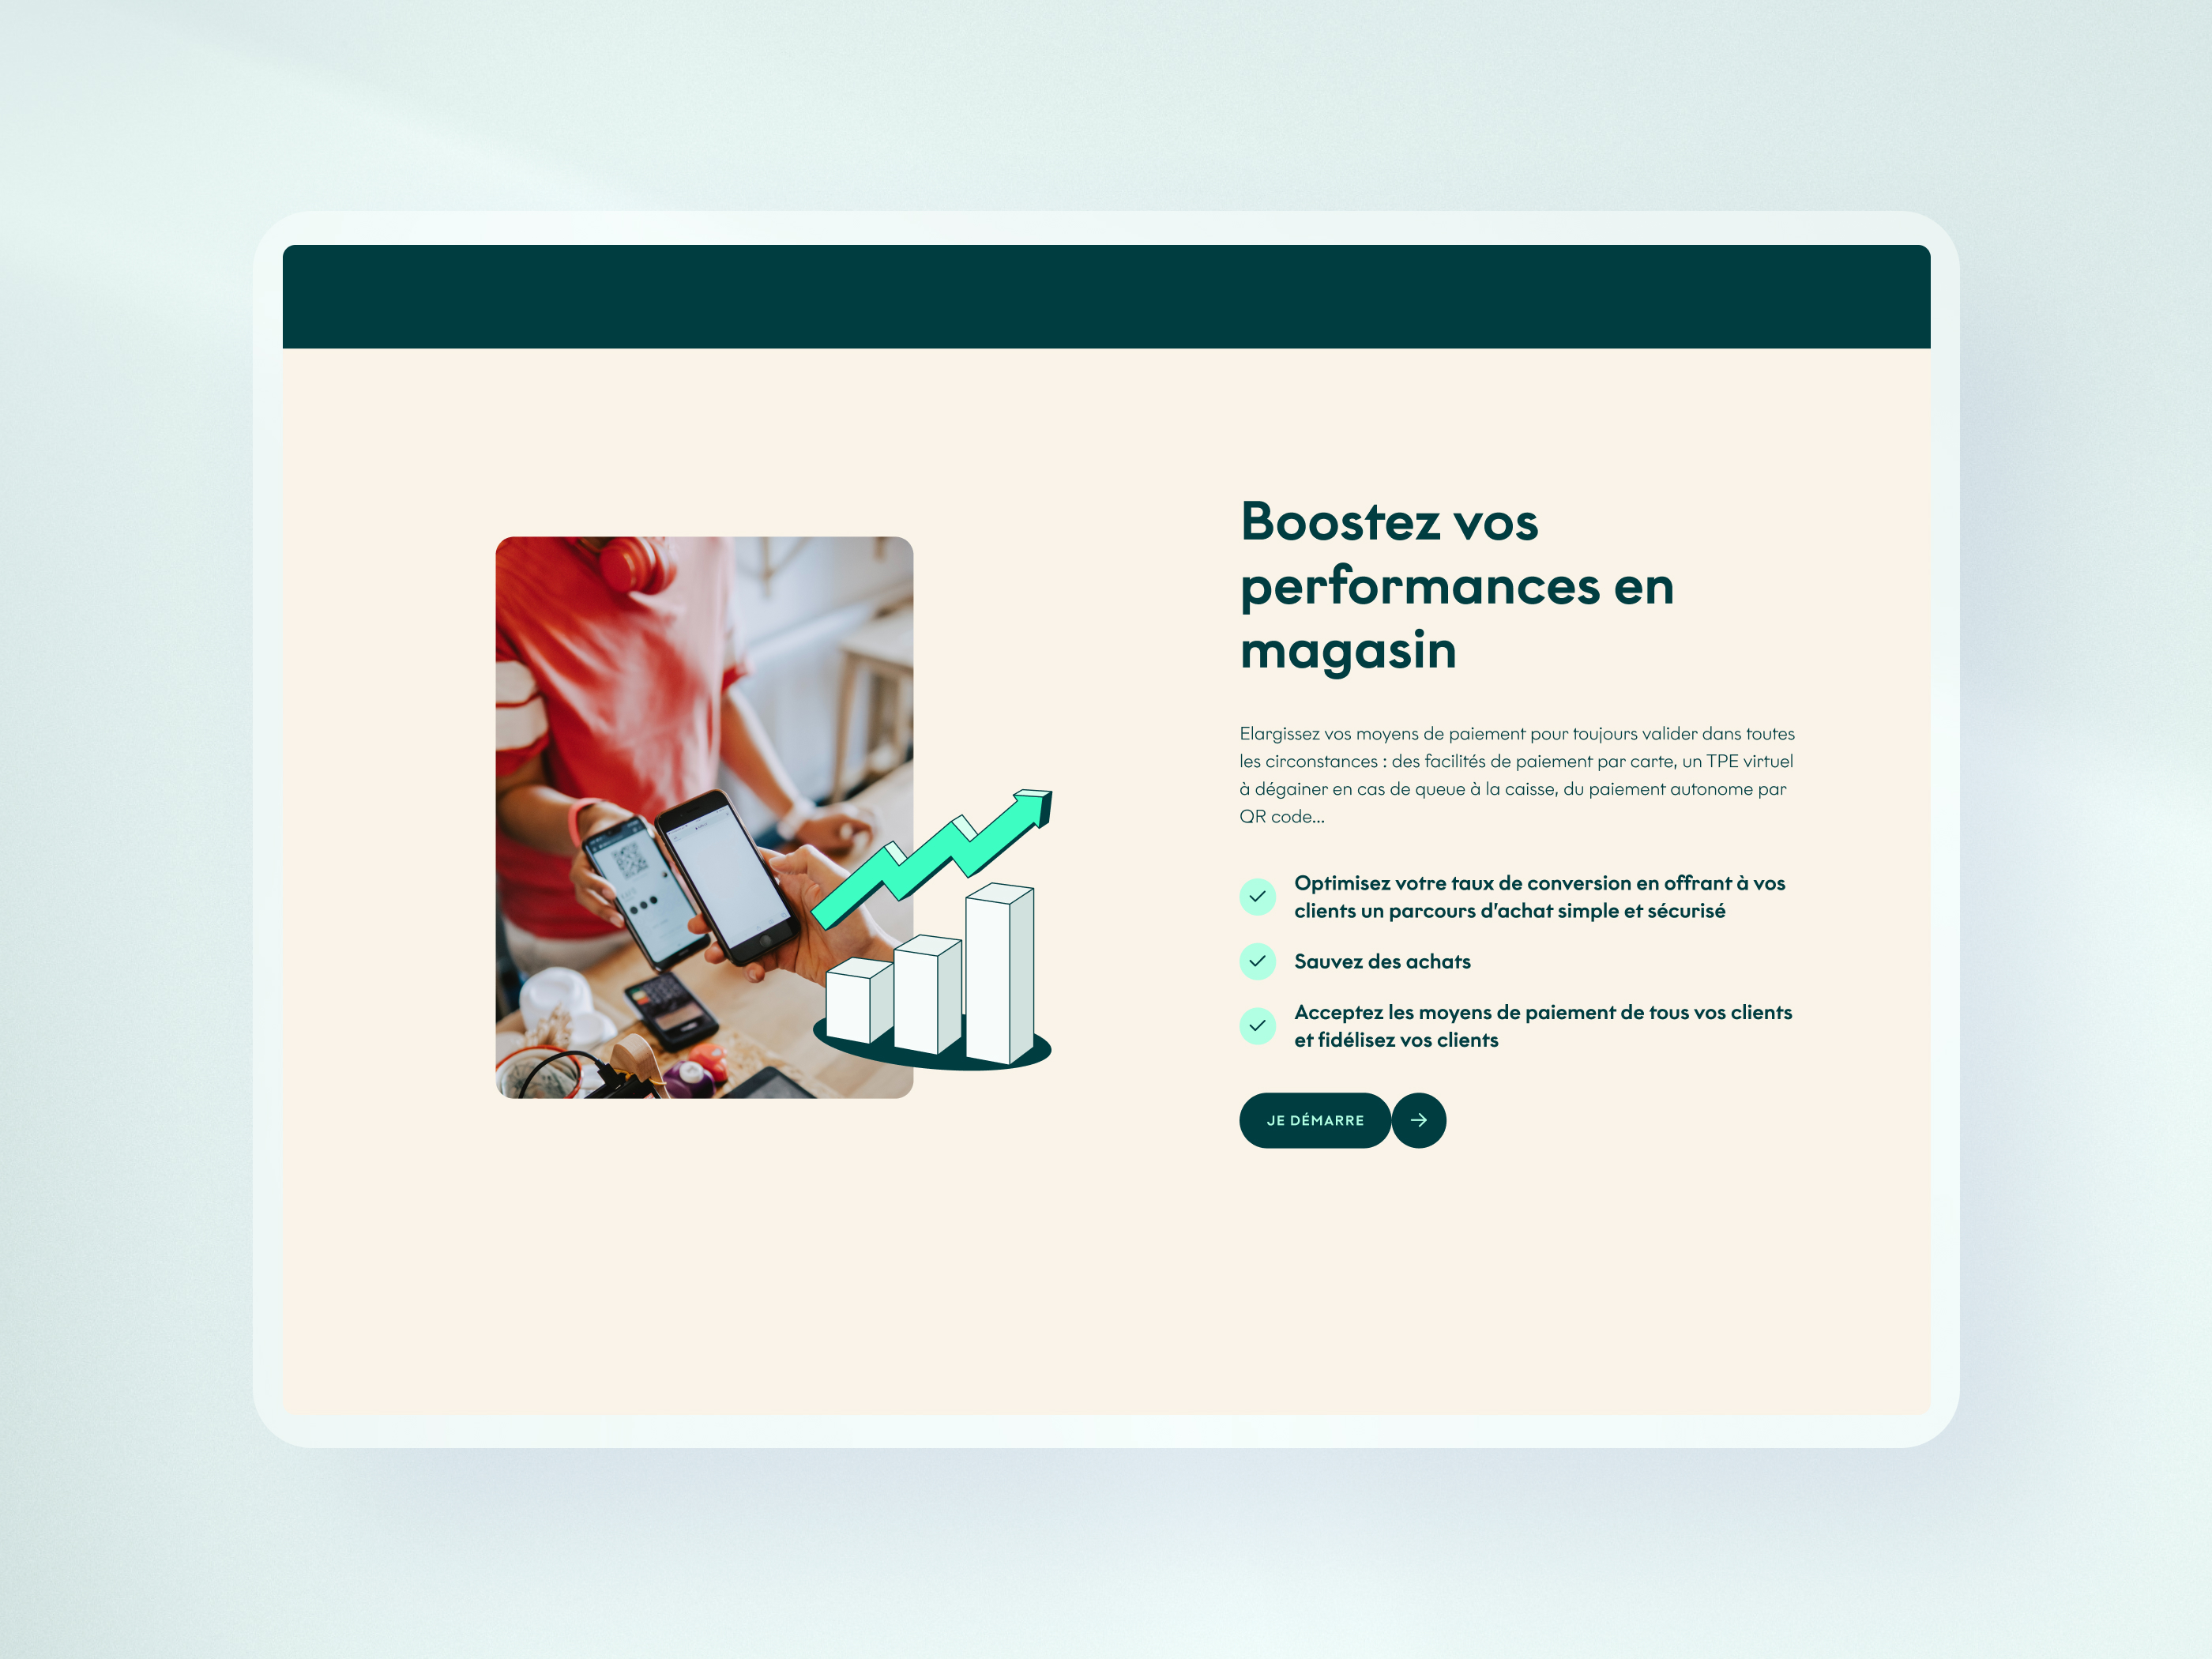 Boostez vos
performances en
magasin
Elargissez vos moyens de paiement pour toujours valider dans toutes
les circonstances : des facilités de paiement par carte, un TPE virtuel
à dégainer en cas de queue à la caisse, du paiement autonome par
QR code...
Optimisez votre taux de conversion en offrant à vos
clients un parcours d'achat simple et sécurisé
Sauvez des achats
Acceptez les moyens de paiement de tous vos clients
et fidélisez vos clients
JE DÉMARRE